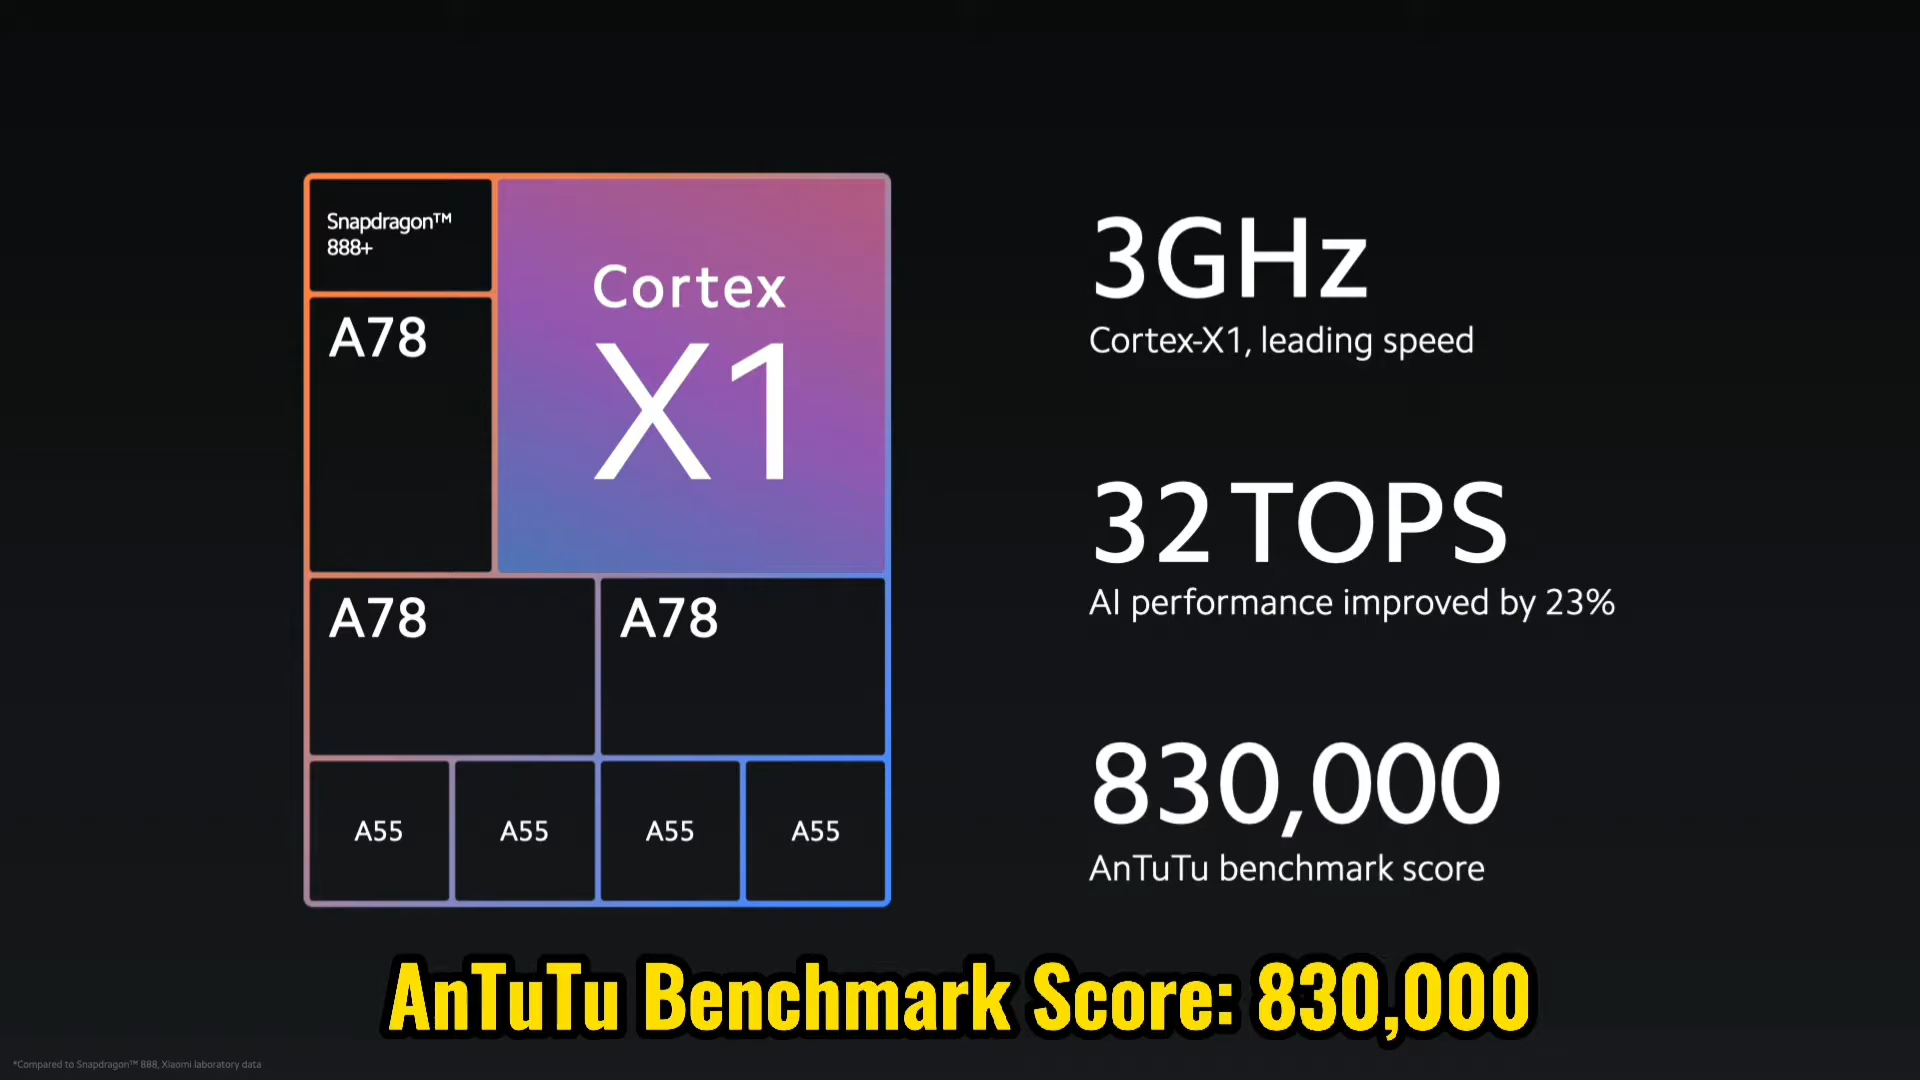 Snapdragon™
888+
Cortex
X1
A78
A78
A78
A55
A55
A55
A55
3GHz
Cortex-X1, leading speed
32 TOPS
AI performance improved by 23%
830,000
AnTuTu benchmark score
AnTuTu Benchmark Score: 830,000
*Compared to Snapdragon™ 888, Xiaomi laboratory data